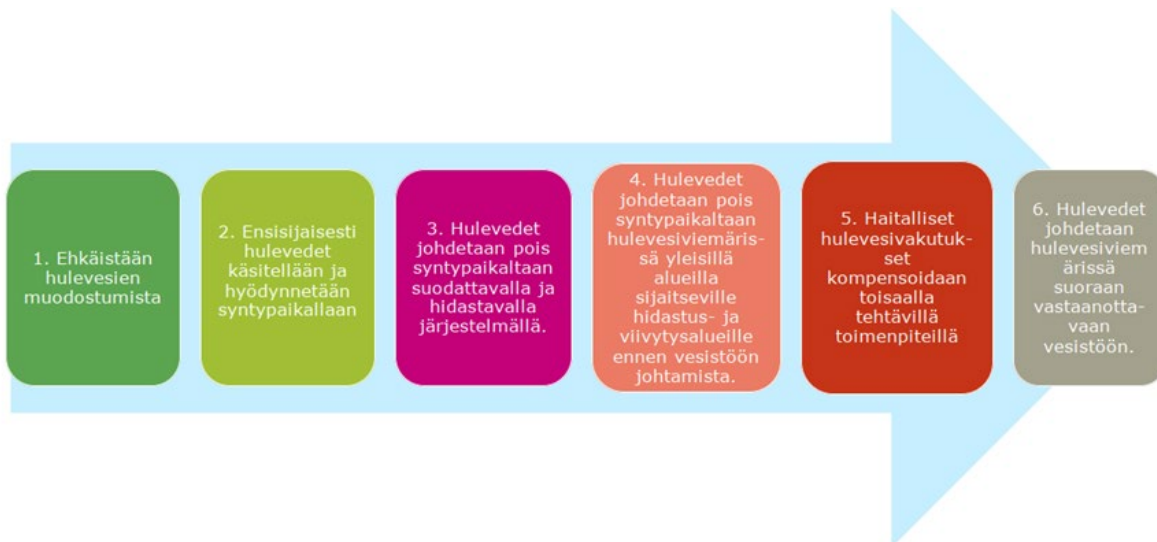 1. Ehkäistään
hulevesien
muodostumista
2. Ensisijaisesti
hulevedet
käsitellään ja
hyödynnetään
syntypaikallaan
3. Hulevedet
johdetaan pois
syntypaikaltaan
suodattavalla ja
hidastavalla
järjestelmällä.
4. Hulevedet
johdetaan pois
syntypaikaltaan
hulevesiviemäris-
sä yleisillä
alueilla
sijaitseville
hidastus- ja
viivytysalueille
ennen vesistöön
johtamista.
5. Haitalliset
hulevesivakutuk-
set
kompensoidaan
toisaalla
tehtävillä
toimenpiteillä
6. Hulevedet
johdetaan
hulevesiviem
ärissä
suoraan
vastaanotta-
vaan
vesistöön.